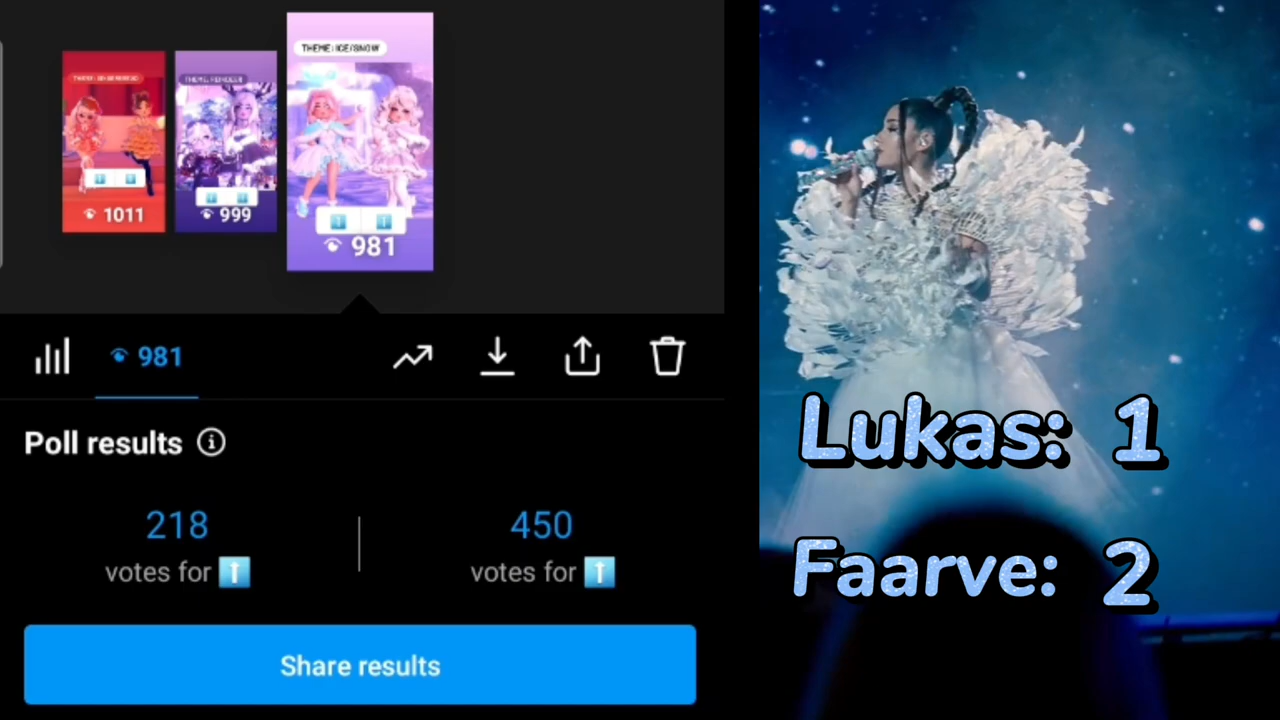 THEME: ICE/SNOW
1011
999
981
981
Poll results
218
450
votes for ⬆️
votes for ⬆️
Share results
Lukas: 1
Faarve: 2